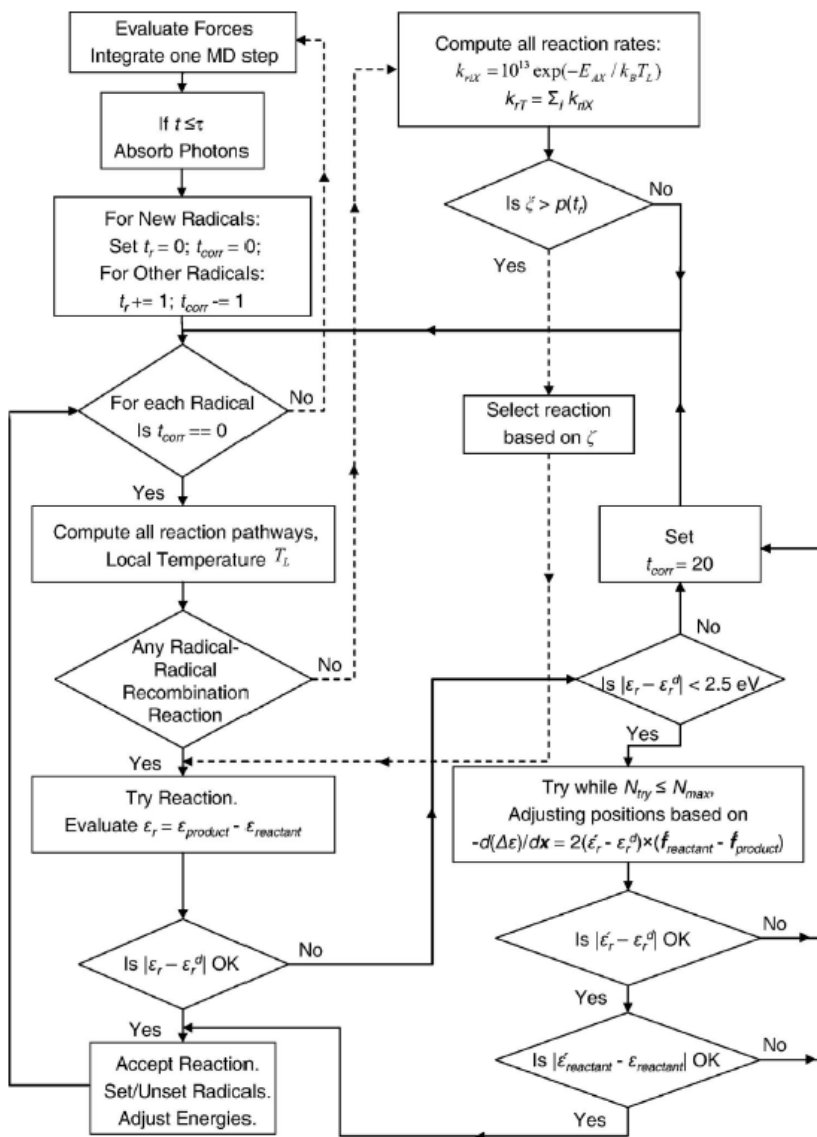 Evaluate Forces
Integrate one MD step
If t ≤τ
Absorb Photons
For New Radicals:
Set t_r = 0; t_corr = 0;
For Other Radicals:
t_r += 1; t_corr -= 1
For each Radical
Is t_corr == 0
No
Yes
Compute all reaction pathways,
Local Temperature T_L
Any Radical-
Radical
Recombination
Reaction
No
Yes
Try Reaction.
Evaluate ε_r = ε_product - ε_reactant
Is |ε_r – ε_r^d| OK
No
Yes
Accept Reaction.
Set/Unset Radicals.
Adjust Energies.
Compute all reaction rates:
k_riX = 10^13 exp(−E_AX / k_B T_L)
k_rT = Σ_i k_riX
Is ζ > p(t_r)
No
Yes
Select reaction
based on ζ
Set
t_corr = 20
No
Is |ε_r – ε_r^d| < 2.5 eV
Yes
Try while N_try ≤ N_max,
Adjusting positions based on
-d(Δε)/dx = 2(ε′_r - ε_r^d)×(f′_reactant - f′_product)
Is |ε′_r – ε_r^d| OK
No
Yes
Is |ε′_reactant - ε_reactant| OK
No
Yes